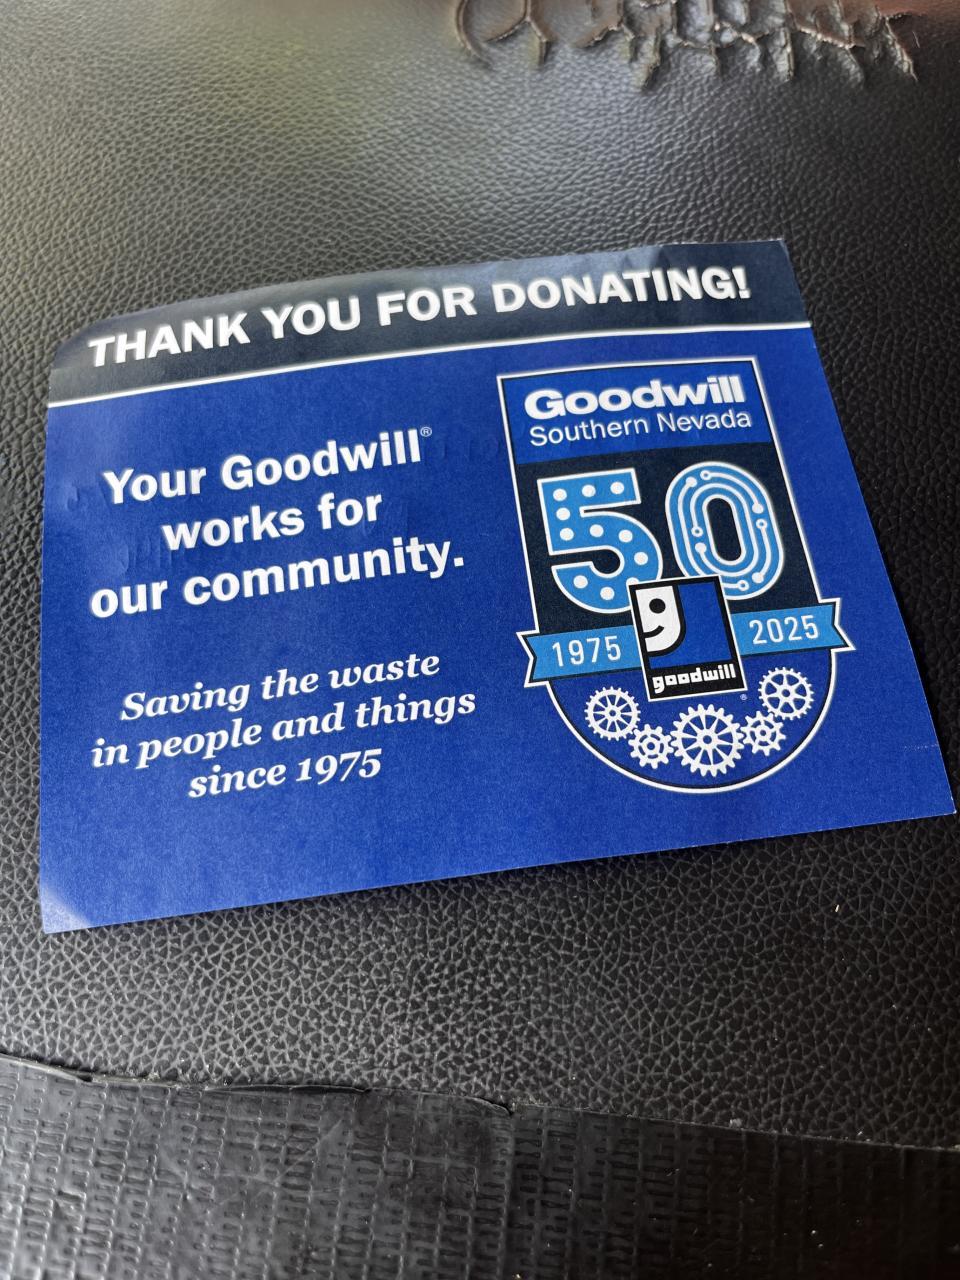 THANK YOU FOR DONATING!
Your Goodwill®
works for
our community.
Saving the waste
in people and things
since 1975
Goodwill
Southern Nevada
50
1975
2025
g
goodwill
®